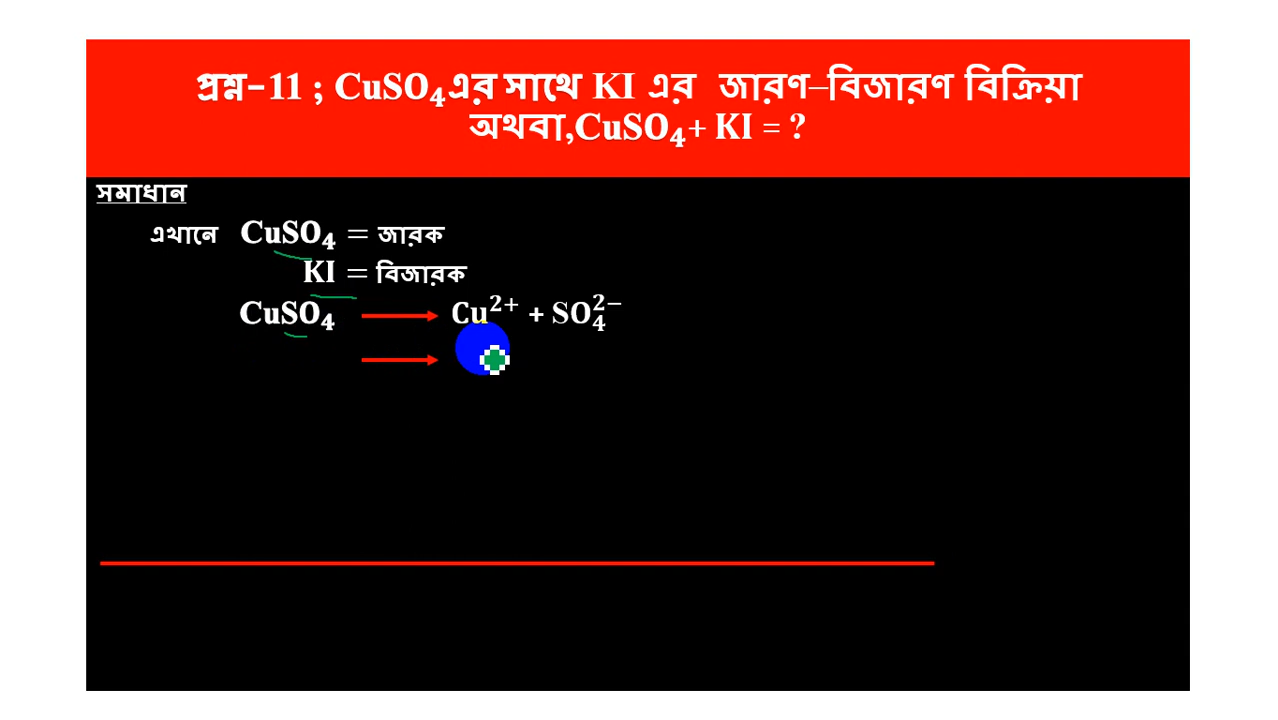 প্রশ্ন–11 ; CuSO₄এর সাথে KI এর জারণ–বিজারণ বিক্রিয়া
অথবা,CuSO₄+ KI = ?
সমাধান
এখানে CuSO₄ = জারক
KI = বিজারক
CuSO₄ ⟶ Cu²⁺ + SO₄²⁻